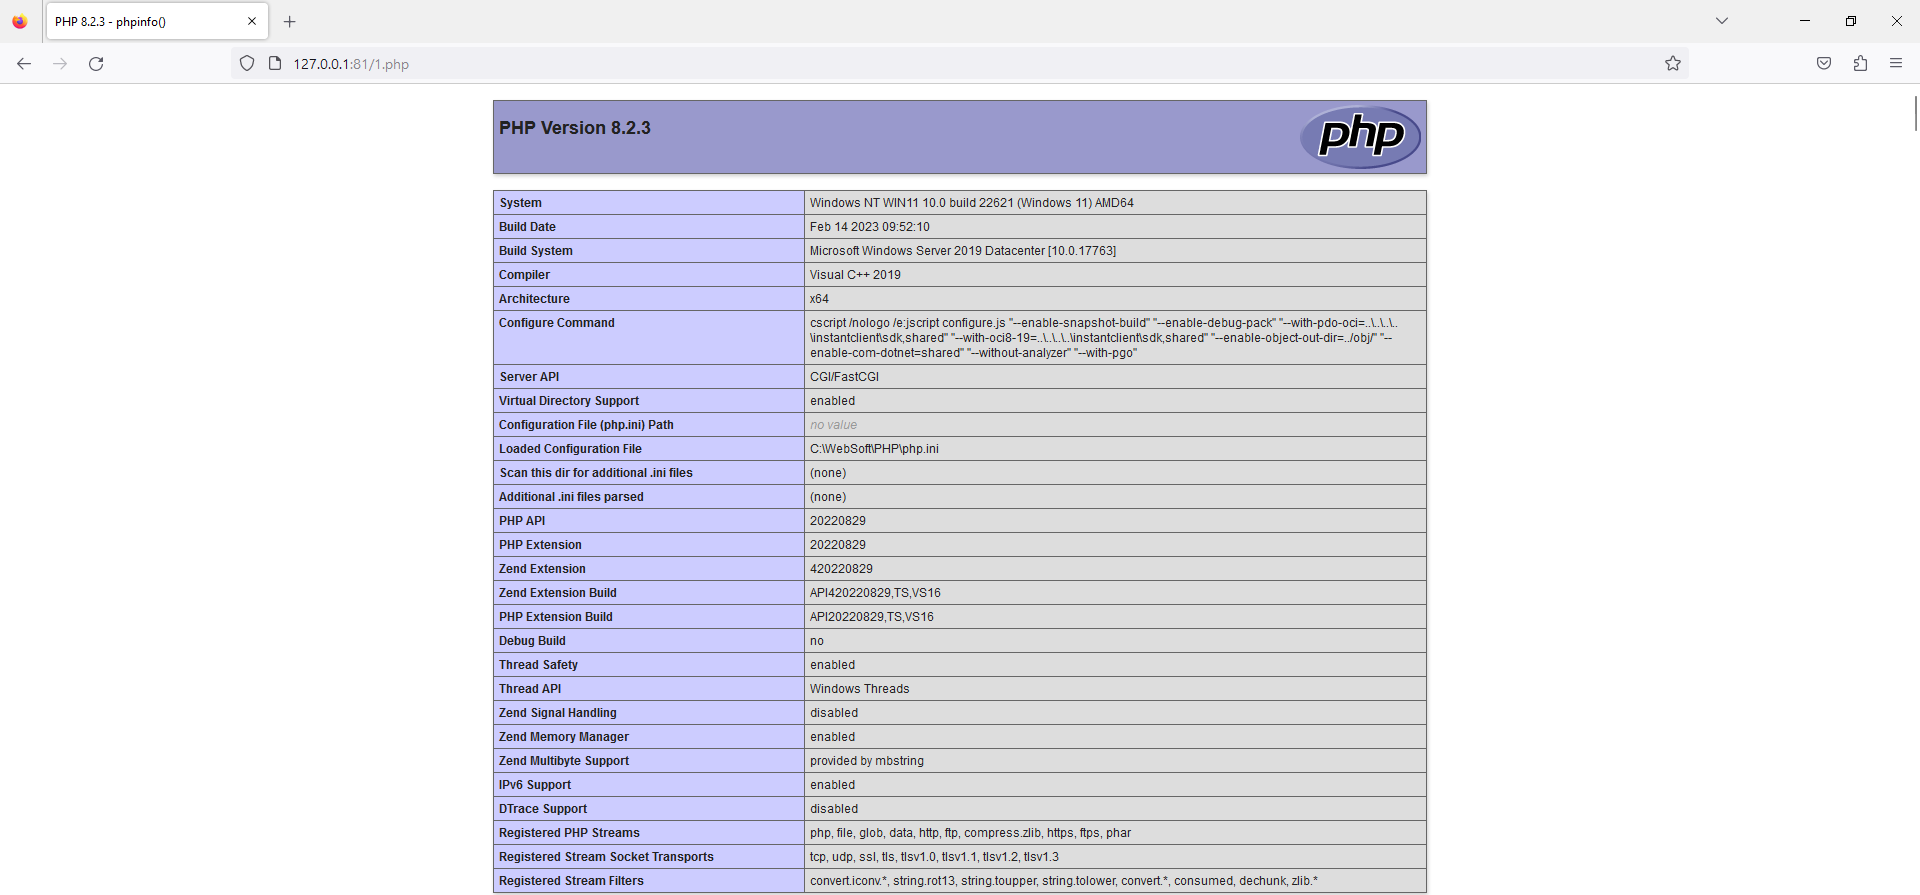 PHP 8.2.3 - phpinfo()
127.0.0.1:81/1.php
PHP Version 8.2.3
php
System Windows NT WIN11 10.0 build 22621 (Windows 11) AMD64
Build Date Feb 14 2023 09:52:10
Build System Microsoft Windows Server 2019 Datacenter [10.0.17763]
Compiler Visual C++ 2019
Architecture x64
Configure Command cscript /nologo /e:jscript configure.js "--enable-snapshot-build" "--enable-debug-pack" "--with-pdo-oci=..\..\..\..
\instantclient\sdk,shared" "--with-oci8-19=..\..\..\..\instantclient\sdk,shared" "--enable-object-out-dir=../obj/" "--
enable-com-dotnet=shared" "--without-analyzer" "--with-pgo"
Server API CGI/FastCGI
Virtual Directory Support enabled
Configuration File (php.ini) Path no value
Loaded Configuration File C:\WebSoft\PHP\php.ini
Scan this dir for additional .ini files (none)
Additional .ini files parsed (none)
PHP API 20220829
PHP Extension 20220829
Zend Extension 420220829
Zend Extension Build API420220829,TS,VS16
PHP Extension Build API20220829,TS,VS16
Debug Build no
Thread Safety enabled
Thread API Windows Threads
Zend Signal Handling disabled
Zend Memory Manager enabled
Zend Multibyte Support provided by mbstring
IPv6 Support enabled
DTrace Support disabled
Registered PHP Streams php, file, glob, data, http, ftp, compress.zlib, https, ftps, phar
Registered Stream Socket Transports tcp, udp, ssl, tls, tlsv1.0, tlsv1.1, tlsv1.2, tlsv1.3
Registered Stream Filters convert.iconv.*, string.rot13, string.toupper, string.tolower, convert.*, consumed, dechunk, zlib.*